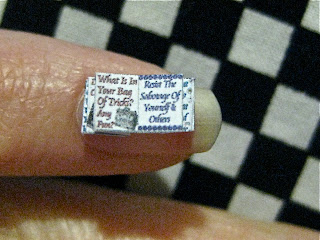 What Is In
Your Bag
Of Tricks?
Any
Fun?
Resist The
Sabotage Of
Yourself &
Others